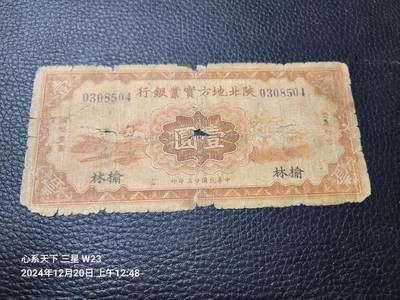 行銀業實方地北陝
0308504 0308504
圓壹
林榆 林榆
心系天下 三星 W23
2024年12月20日 上午12:48